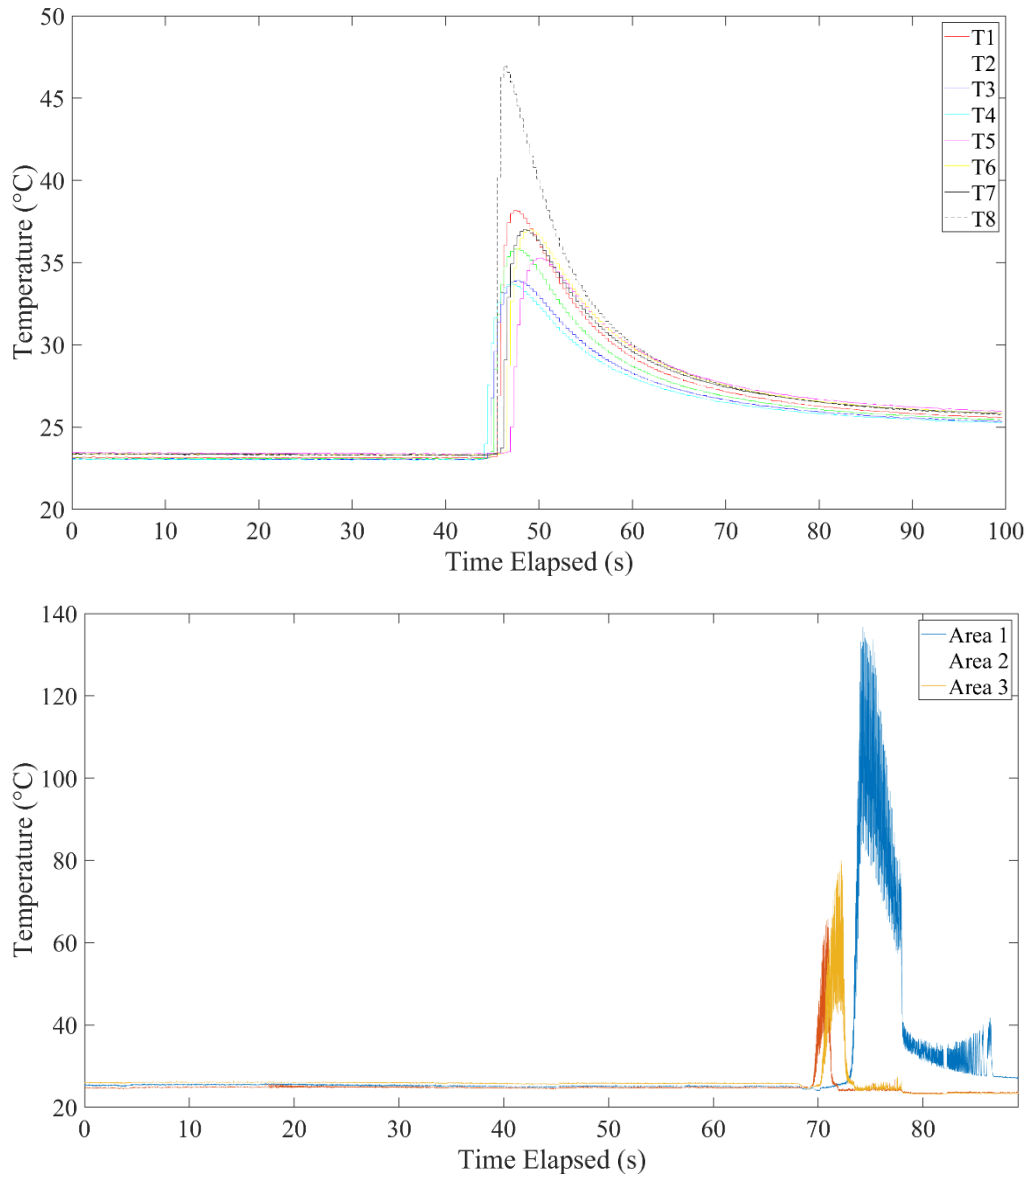 50
45
40
35
30
25
20
Temperature (°C)
0 10 20 30 40 50 60 70 80 90 100
Time Elapsed (s)
T1
T2
T3
T4
T5
T6
T7
T8
140
120
100
80
60
40
20
Temperature (°C)
0 10 20 30 40 50 60 70 80
Time Elapsed (s)
Area 1
Area 2
Area 3